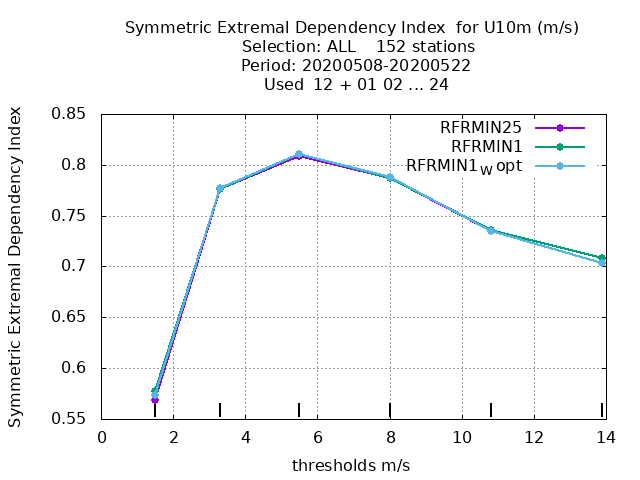 Symmetric Extremal Dependency Index for U10m (m/s)
Selection: ALL 152 stations
Period: 20200508-20200522
Used 12 + 01 02 ... 24
Symmetric Extremal Dependency Index
0.85
0.8
0.75
0.7
0.65
0.6
0.55
RFRMIN25
RFRMIN1
RFRMIN1W opt
0 2 4 6 8 10 12 14
thresholds m/s